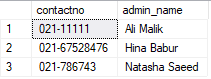 contactno admin_name
1 021-11111 Ali Malik
2 021-67528476 Hina Babur
3 021-786743 Natasha Saeed